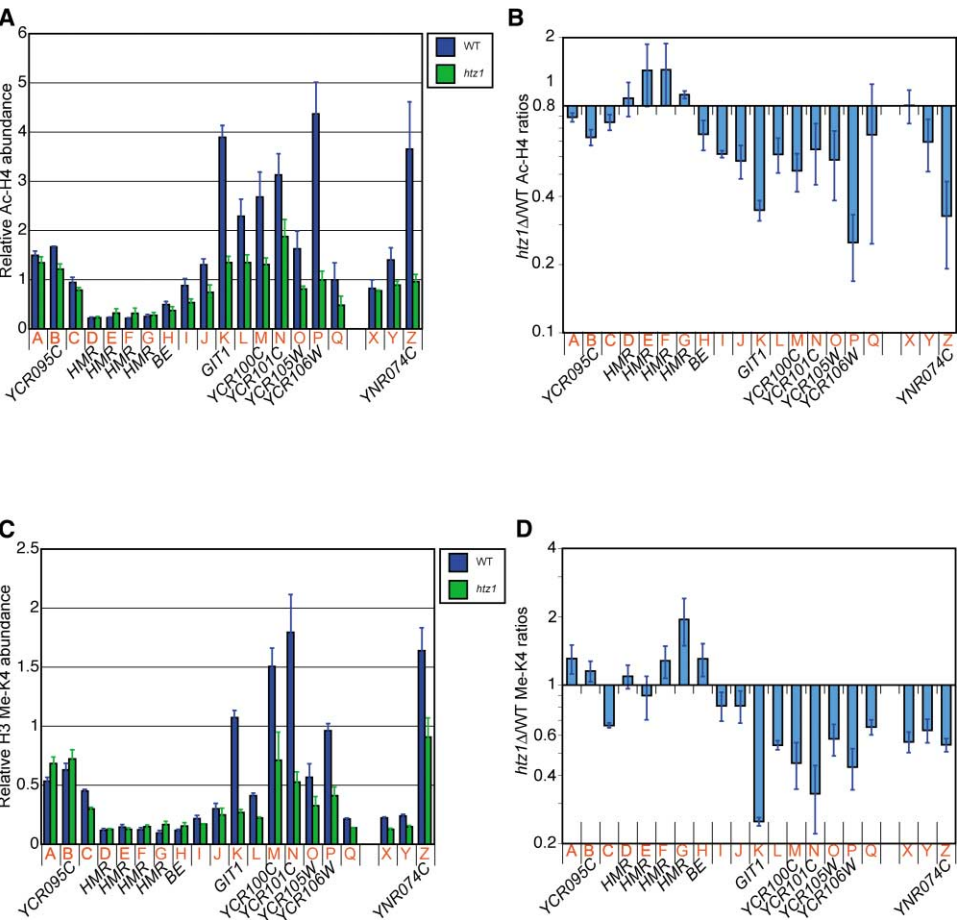 A
Relative Ac-H4 abundance
6
5
4
3
2
1
0
WT
htz1
A B C D E F G H I J K L M N O P Q X Y Z
YCR095C HMR HMR HMR HMR BE GIT1 YCR100C YCR101C YCR105W YCR106W YNR074C
B
htz1Δ/WT Ac-H4 ratios
2
1
0.8
0.4
0.2
0.1
A B C D E F G H I J K L M N O P Q X Y Z
YCR095C HMR HMR HMR HMR BE GIT1 YCR100C YCR101C YCR105W YCR106W YNR074C
C
Relative H3 Me-K4 abundance
2.5
2
1.5
1
0.5
0
WT
htz1
A B C D E F G H I J K L M N O P Q X Y Z
YCR095C HMR HMR HMR HMR BE GIT1 YCR100C YCR101C YCR105W YCR106W YNR074C
D
htz1Δ/WT Me-K4 ratios
4
2
1
0.6
0.4
0.2
A B C D E F G H I J K L M N O P Q X Y Z
YCR095C HMR HMR HMR HMR BE GIT1 YCR100C YCR101C YCR105W YCR106W YNR074C